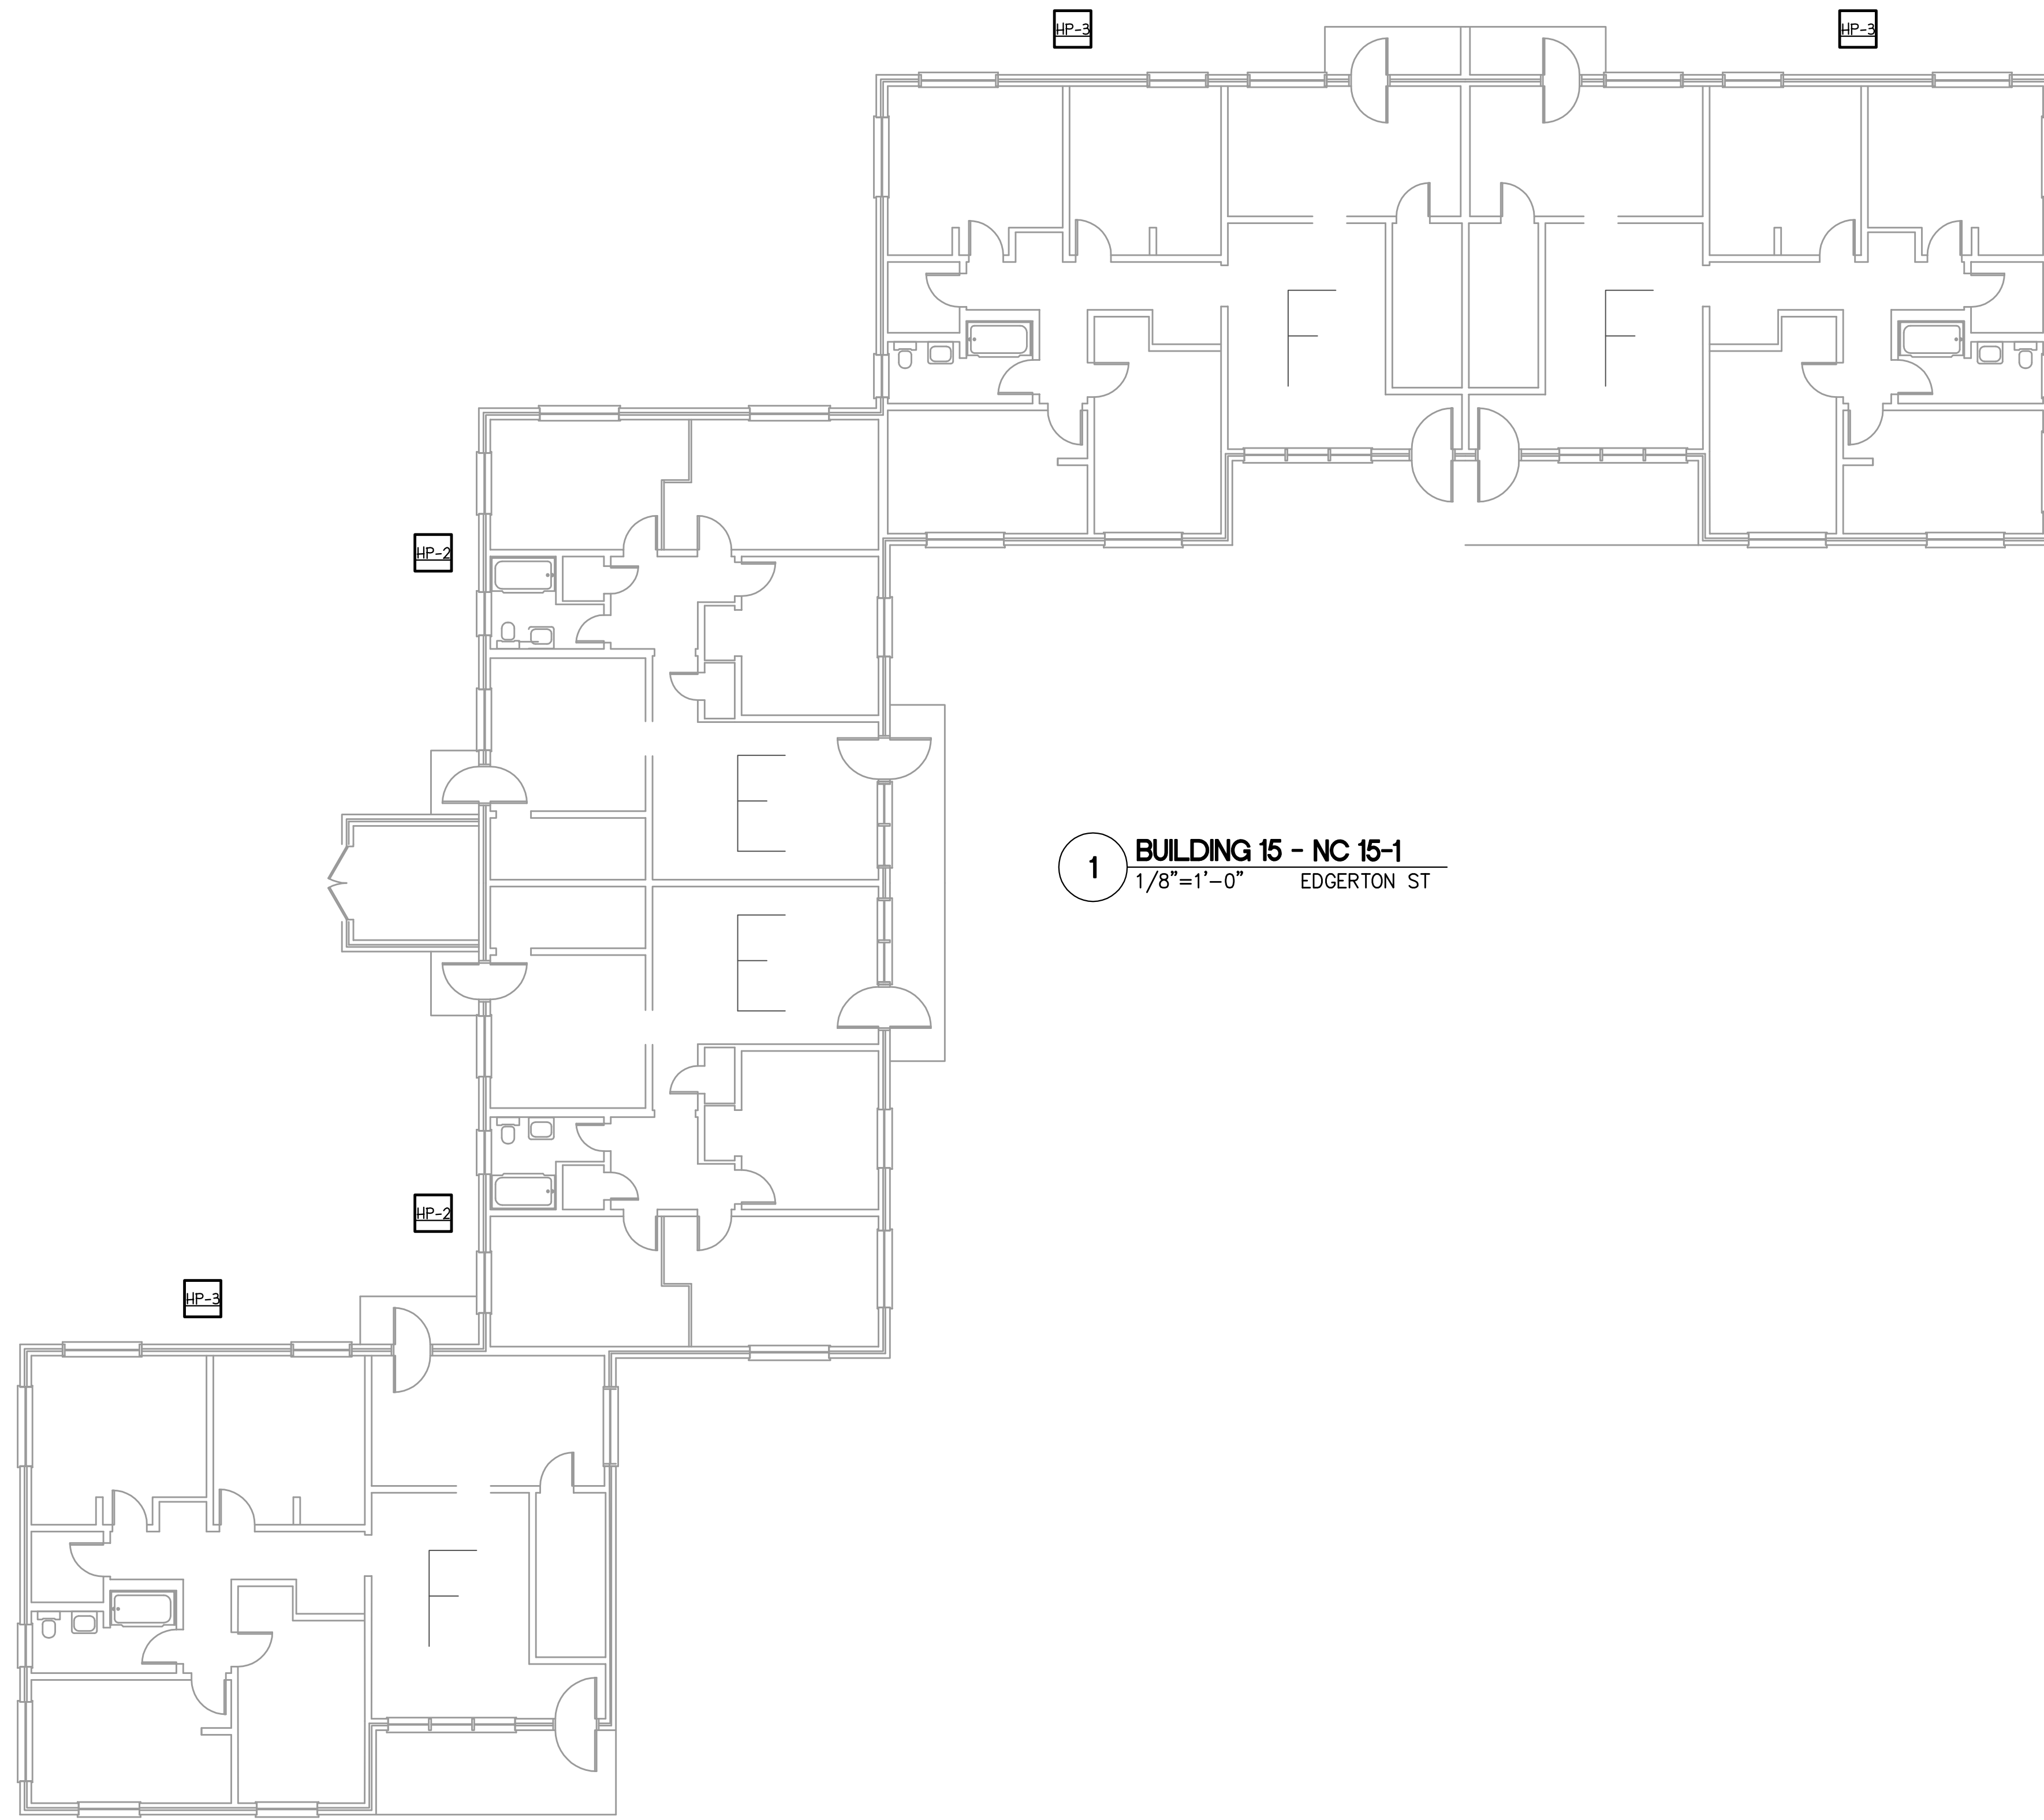 HP-3
HP-3
HP-2
1
BUILDING 15 - NC 15-1
1/8"=1'-0" EDGERTON ST
HP-2
HP-3